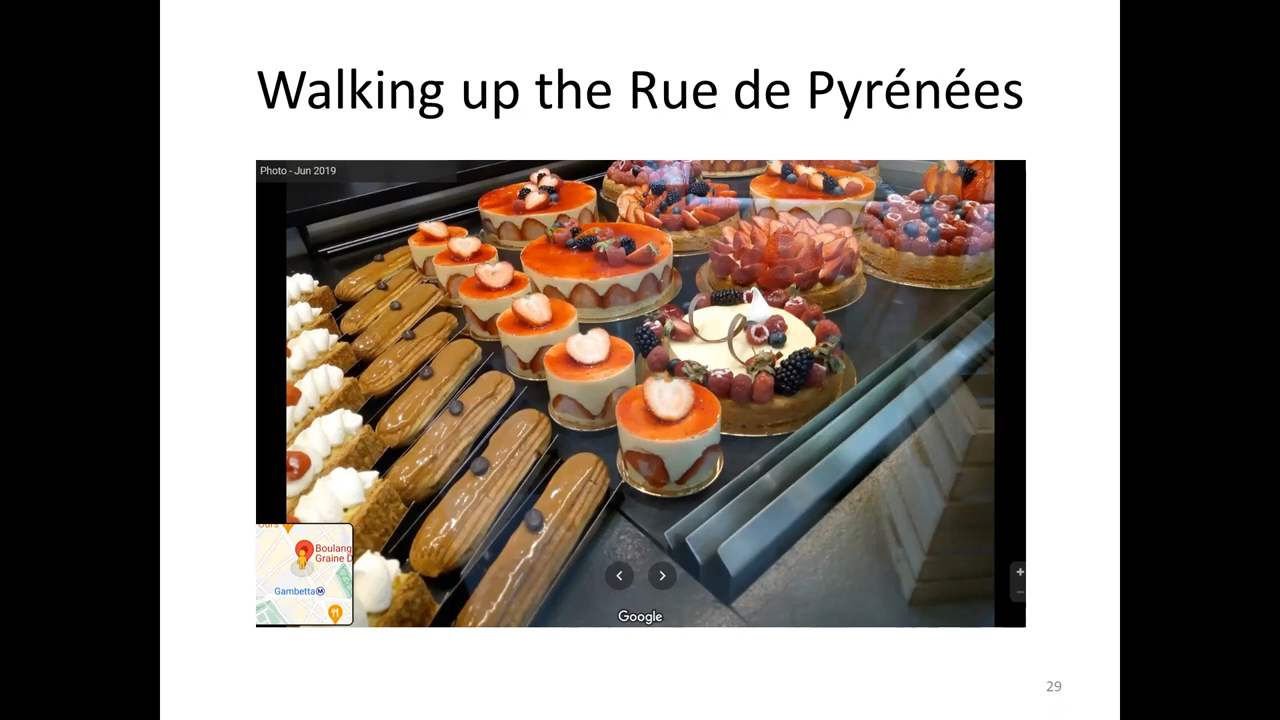 Walking up the Rue de Pyrénées
Photo - Jun 2019
Boulang
Graine D
Gambetta M
Google
29